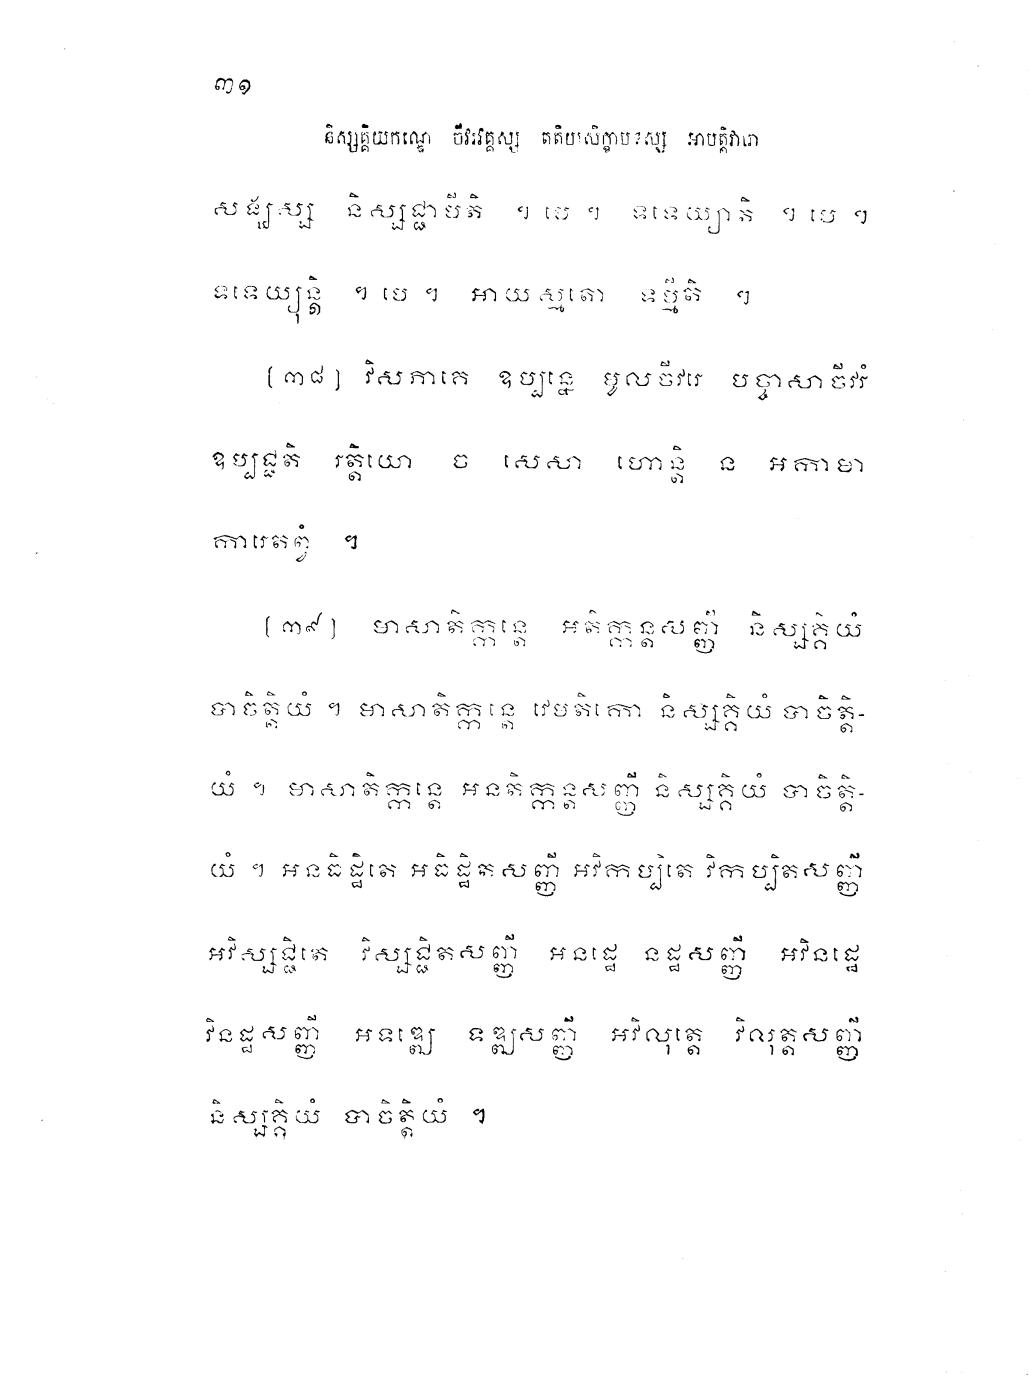 ៣១
និស្សគ្គិយកណ្ឌេ ចីវរវគ្គស្ស តតិយសិក្ខាបទស្ស អាបត្តិវារោ
សង្ឃស្ស និស្សជ្ជាមីតិ ។ បេ ។ ទទេយ្យាតិ ។ បេ ។
ទទេយ្យុន្តិ ។ បេ ។ អាយស្មតោ ទម្មីតិ ។
[៣៨] វិសភាគេ ឧប្បន្នេ មូលចីវរេ បច្ចាសាចីវរំ
ឧប្បជ្ជតិ រត្តិយោ ច សេសា ហោន្តិ ន អកាមា
ការេតព្វំ ។
[៣៩] មាសាតិក្កន្តេ អតិក្កន្តសញ្ញី និស្សគ្គិយំ
បាចិត្តិយំ ។ មាសាតិក្កន្តេ វេមតិកោ និស្សគ្គិយំ បាចិត្តិ-
យំ ។ មាសាតិក្កន្តេ អនតិក្កន្តសញ្ញី និស្សគ្គិយំ បាចិត្តិ-
យំ ។ អនធិដ្ឋិតេ អធិដ្ឋិតសញ្ញី អវិកប្បិតេ វិកប្បិតសញ្ញី
អវិស្សជ្ជិតេ វិស្សជ្ជិតសញ្ញី អនដ្ឋេ នដ្ឋសញ្ញី អវិនដ្ឋេ
វិនដ្ឋសញ្ញី អទឌ្ឍេ ទឌ្ឍសញ្ញី អវិលុត្តេ វិលុត្តសញ្ញី
និស្សគ្គិយំ បាចិត្តិយំ ។